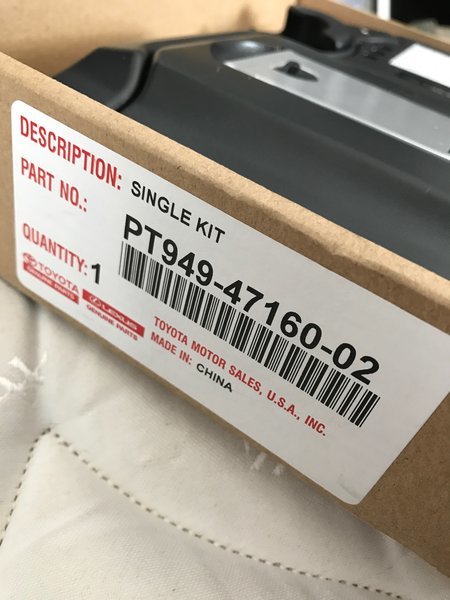 DESCRIPTION: SINGLE KIT
PART NO.: PT949-47160-02
QUANTITY: 1
TOYOTA
GENUINE PARTS
LEXUS
GENUINE PARTS
TOYOTA MOTOR SALES, U.S.A., INC.
MADE IN: CHINA